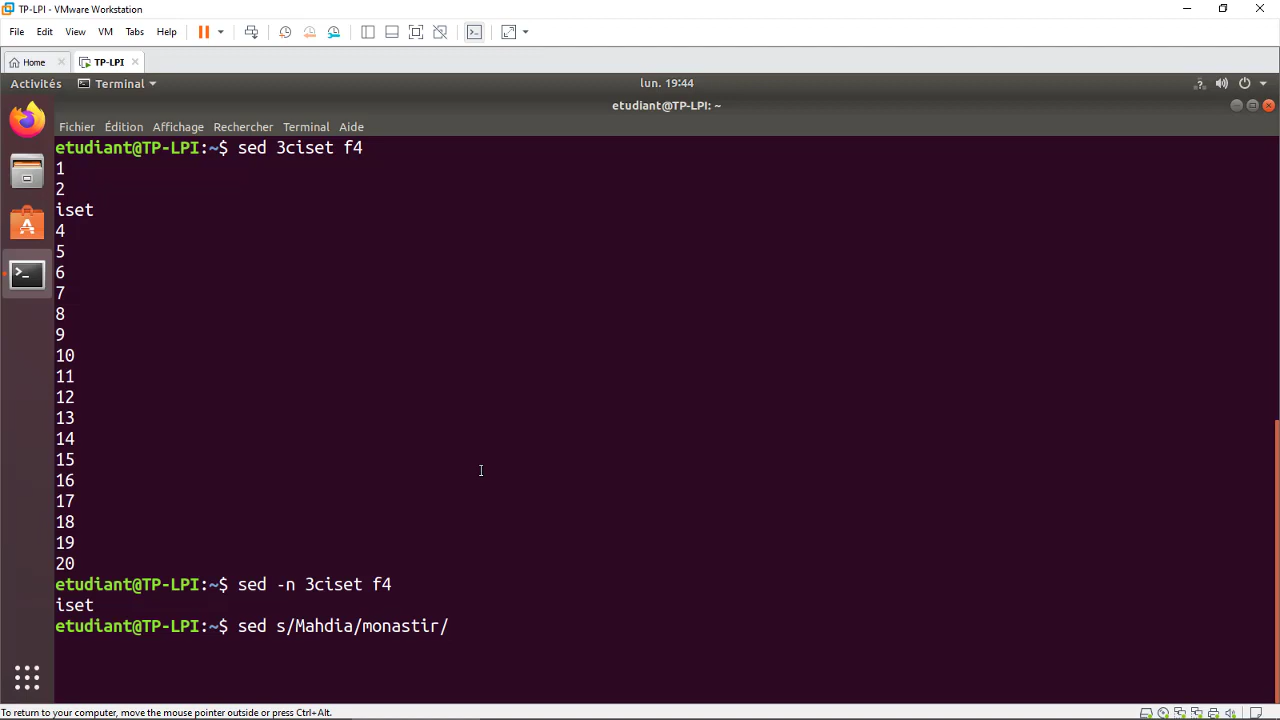 TP-LPI - VMware Workstation
File Edit View VM Tabs Help
Home TP-LPI
Activités Terminal lun. 19:44
etudiant@TP-LPI: ~
Fichier Édition Affichage Rechercher Terminal Aide
etudiant@TP-LPI:~$ sed 3ciset f4
1
2
iset
4
5
6
7
8
9
10
11
12
13
14
15
16
17
18
19
20
etudiant@TP-LPI:~$ sed -n 3ciset f4
iset
etudiant@TP-LPI:~$ sed s/Mahdia/monastir/
To return to your computer, move the mouse pointer outside or press Ctrl+Alt.